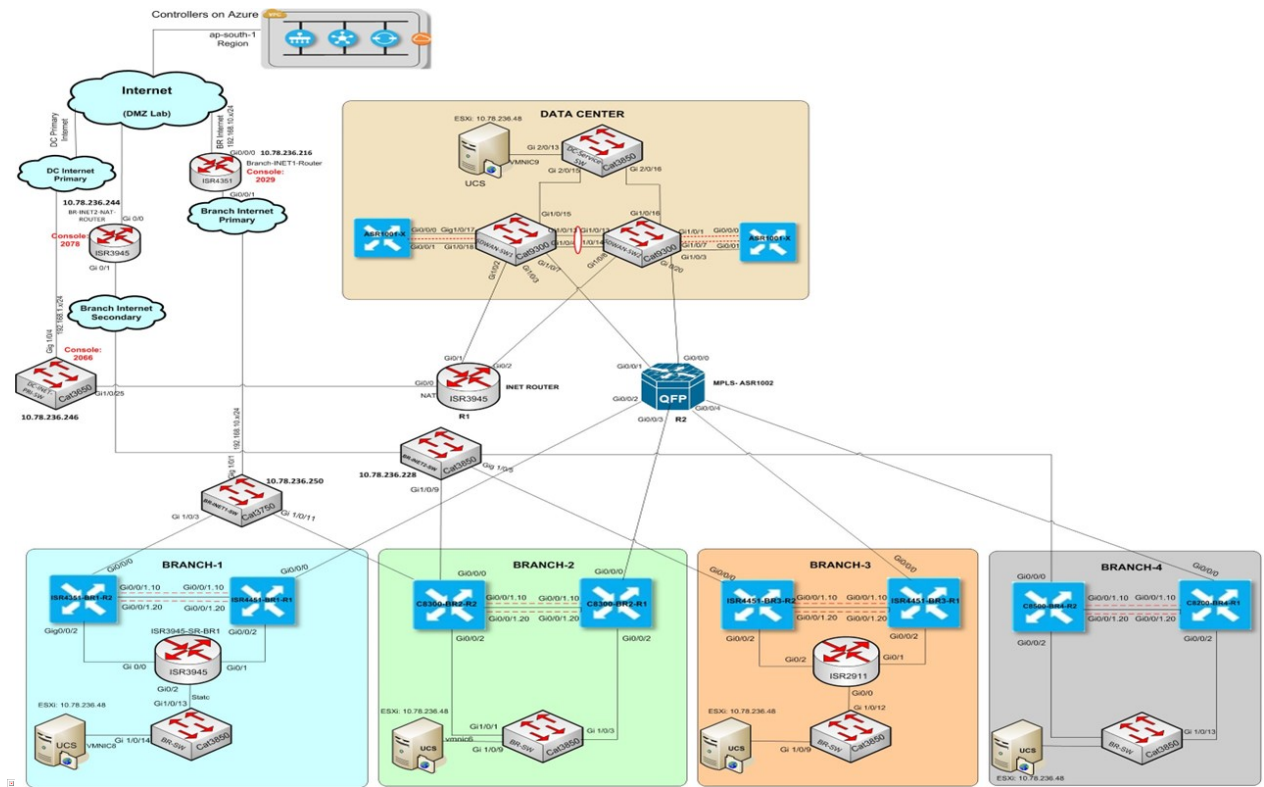 Controllers on Azure
ap-south-1
Region
Internet
(DMZ Lab)
DC Primary
Internet
BR Internet
192.168.10.x/24
Gi0/0/0 10.78.236.216
Branch-INET1-Router
Console:
2029
ISR4351
Gi0/0/1
DC Internet
Primary
10.78.236.244
BR-INET2-NAT-
ROUTER
Gi 0/0
Console:
2078
ISR3945
Gi 0/1
Branch Internet
Primary
Branch Internet
Secondary
Gig 1/0/4
192.168.1.x/24
Console:
2066
Cat3650
Gi1/0/25
10.78.236.246
DATA CENTER
ESXi: 10.78.236.48
Gi 2/0/13
VMNIC9
UCS
DC-Service-
SW
Cat3850
Gi 2/0/15
Gi 2/0/16
ASR1001-X
Gi0/0/0
Gig1/0/17
Gi0/0/1
Gi1/0/18
SDWAN-SW1
Cat9300
Gi1/0/15
Gi1/0/16
SDWAN-SW2
Cat9300
Gi1/0/1
Gi0/0/0
Gi1/0/7
Gi0/01
Gi1/0/3
ASR1001-X
Gi1/0/2
Gi1/0/3
Gi1/0/7
Gi0/1
Gi0/2
Gi0/0
NAT
ISR3945
INET ROUTER
R1
Gi0/0/0
Gi0/0/1
MPLS- ASR1002
QFP
Gi0/0/2
Gi0/0/4
Gi0/0/3
R2
192.168.10.x/24
Gig 1/0/1
10.78.236.250
BR-INET1-SW
Cat3750
Gi 1/0/3
Gi 1/0/11
BR-INET2-SW
Cat3850
Gig 1/0/5
10.78.236.228
Gi1/0/9
BRANCH-1
Gi0/0/0
Gi0/0/0
ISR4351-BR1-R2
Gi0/0/1.10
Gi0/0/1.10
Gi0/0/1.20
Gi0/0/1.20
ISR4451-BR1-R1
Gig0/0/2
ISR3945-SR-BR1
Gi0/0/2
Gi 0/0
Gi0/1
ISR3945
Gi0/2
Statc
Gi1/0/13
ESXi: 10.78.236.48
UCS
VMNIC8
Gi 1/0/14
BR-SW
Cat3850
BRANCH-2
Gi0/0/0
Gi0/0/0
C8300-BR2-R2
Gi0/0/1.10
Gi0/0/1.10
Gi0/0/1.20
Gi0/0/1.20
C8300-BR2-R1
Gi0/0/2
Gi0/0/2
ESXi: 10.78.236.48
UCS
vmnic6
Gi1/0/1
Gi 1/0/9
BR-SW
Cat3850
Gi 1/0/3
BRANCH-3
Gi0/0/0
Gi0/0/0
ISR4451-BR3-R2
Gi0/0/1.10
Gi0/0/1.10
Gi0/0/1.20
Gi0/0/1.20
ISR4451-BR3-R1
Gi0/0/2
Gi0/0/2
Gi0/2
Gi0/1
ISR2911
Gi0/0
Gi 1/0/12
ESXi: 10.78.236.48
UCS
Gi 1/0/9
BR-SW
Cat3850
BRANCH-4
Gi0/0/0
Gi0/0/0
C8500-BR4-R2
Gi0/0/1.10
Gi0/0/1.10
Gi0/0/1.20
Gi0/0/1.20
C8200-BR4-R1
Gi0/0/2
Gi0/0/2
UCS
BR-SW
Cat3850
Gi 1/0/13
ESXi: 10.78.236.48